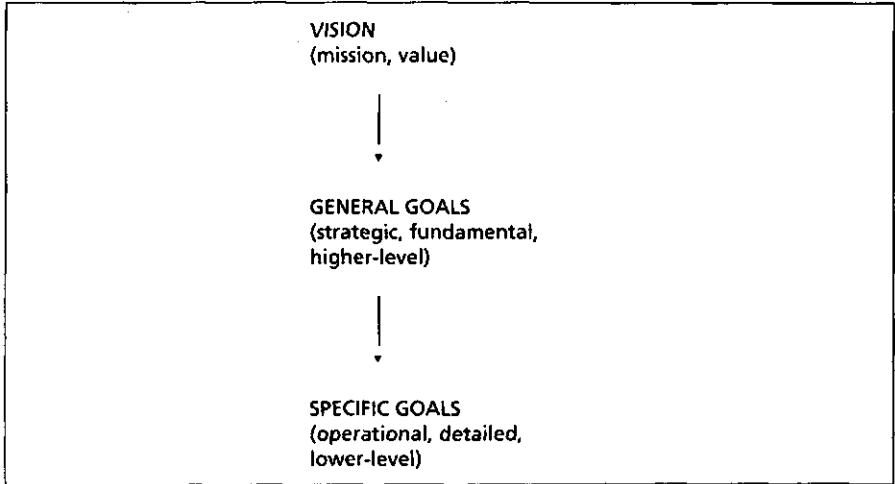 VISION
(mission, value)
GENERAL GOALS
(strategic, fundamental,
higher-level)
SPECIFIC GOALS
(operational, detailed,
lower-level)